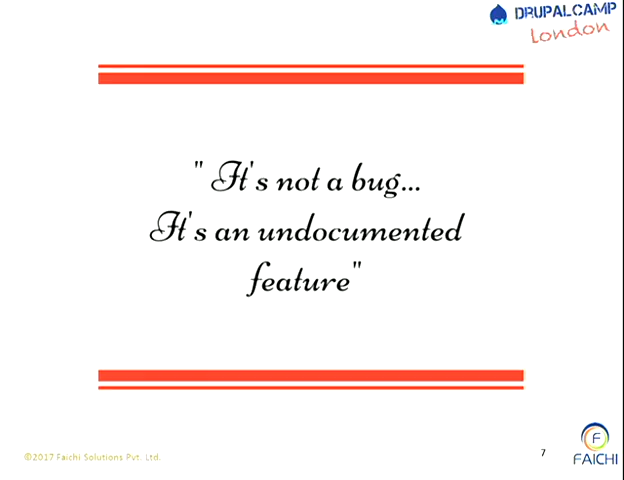 DRUPALCAMP
London
" It's not a bug...
It's an undocumented
feature"
©2017 Faichi Solutions Pvt. Ltd.
7
F
FAICHI